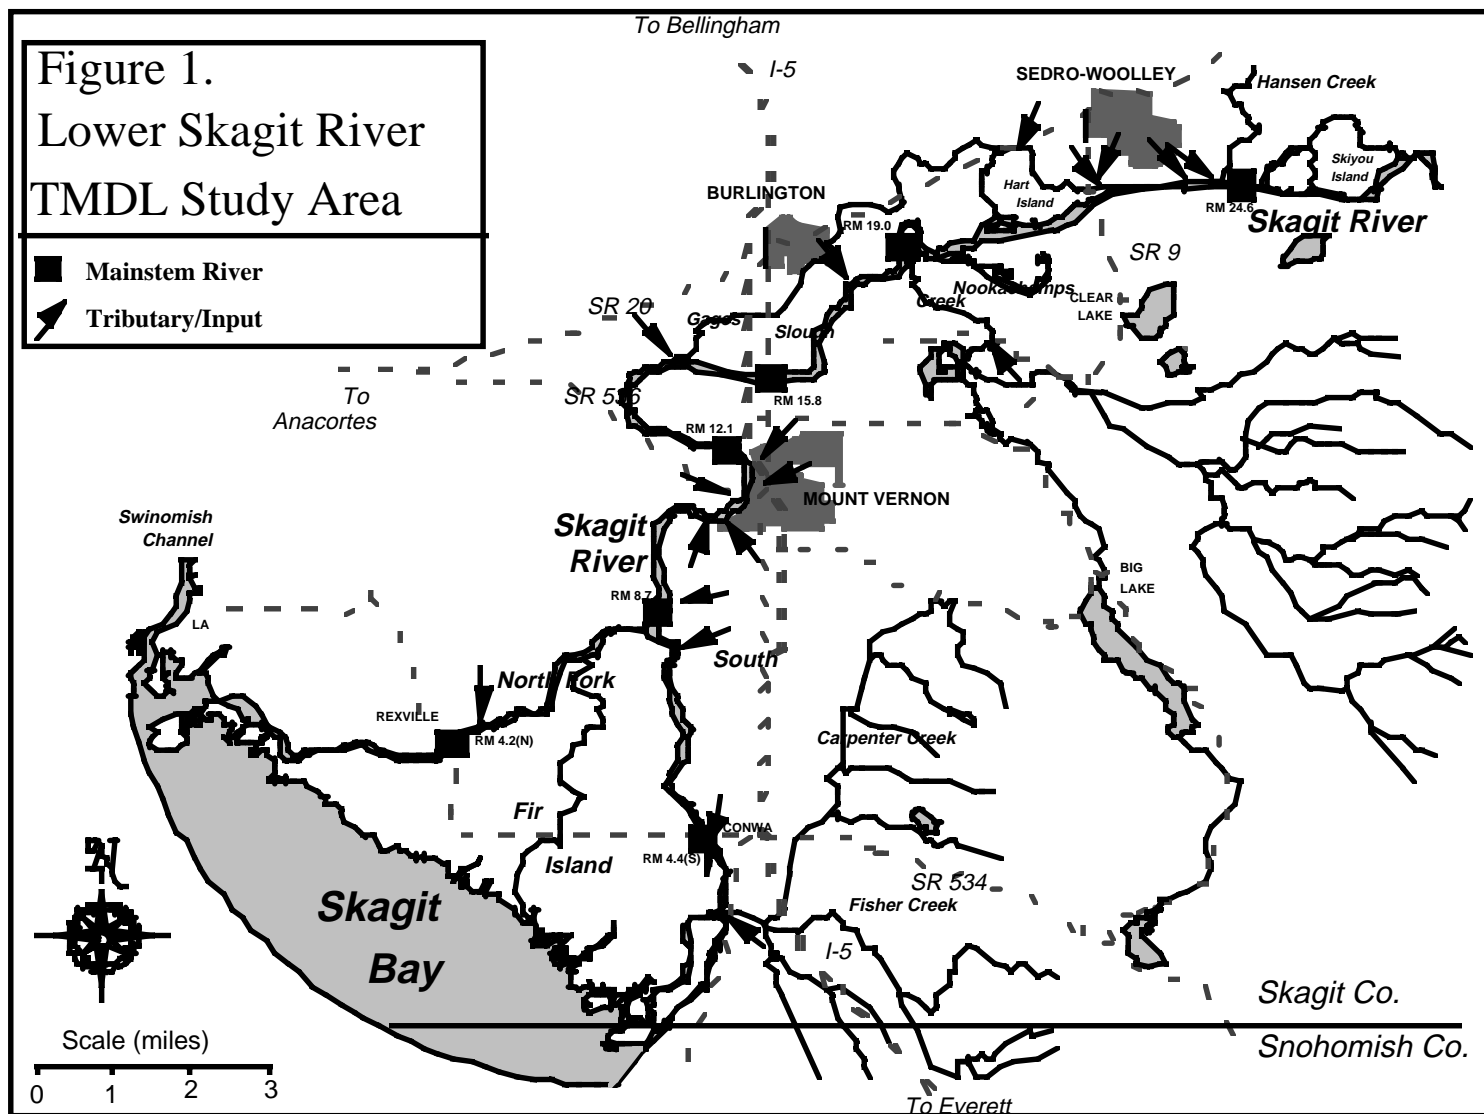 To Bellingham
Figure 1.
Lower Skagit River
TMDL Study Area
Mainstem River
Tributary/Input
I-5
SEDRO-WOOLLEY
Hansen Creek
Skiyou
Island
Hart
Island
BURLINGTON
RM 19.0
RM 24.6
Skagit River
SR 9
Nookachamps
Creek
CLEAR
LAKE
SR 20
Gages
Slough
To
Anacortes
SR 536
RM 15.8
RM 12.1
MOUNT VERNON
Swinomish
Channel
Skagit
River
BIG
LAKE
RM 8.7
LA
South
North Fork
REXVILLE
RM 4.2(N)
Carpenter Creek
Fir
Island
CONWA
RM 4.4(S)
SR 534
Fisher Creek
N
Skagit
Bay
I-5
Skagit Co.
Snohomish Co.
Scale (miles)
0 1 2 3
To Everett